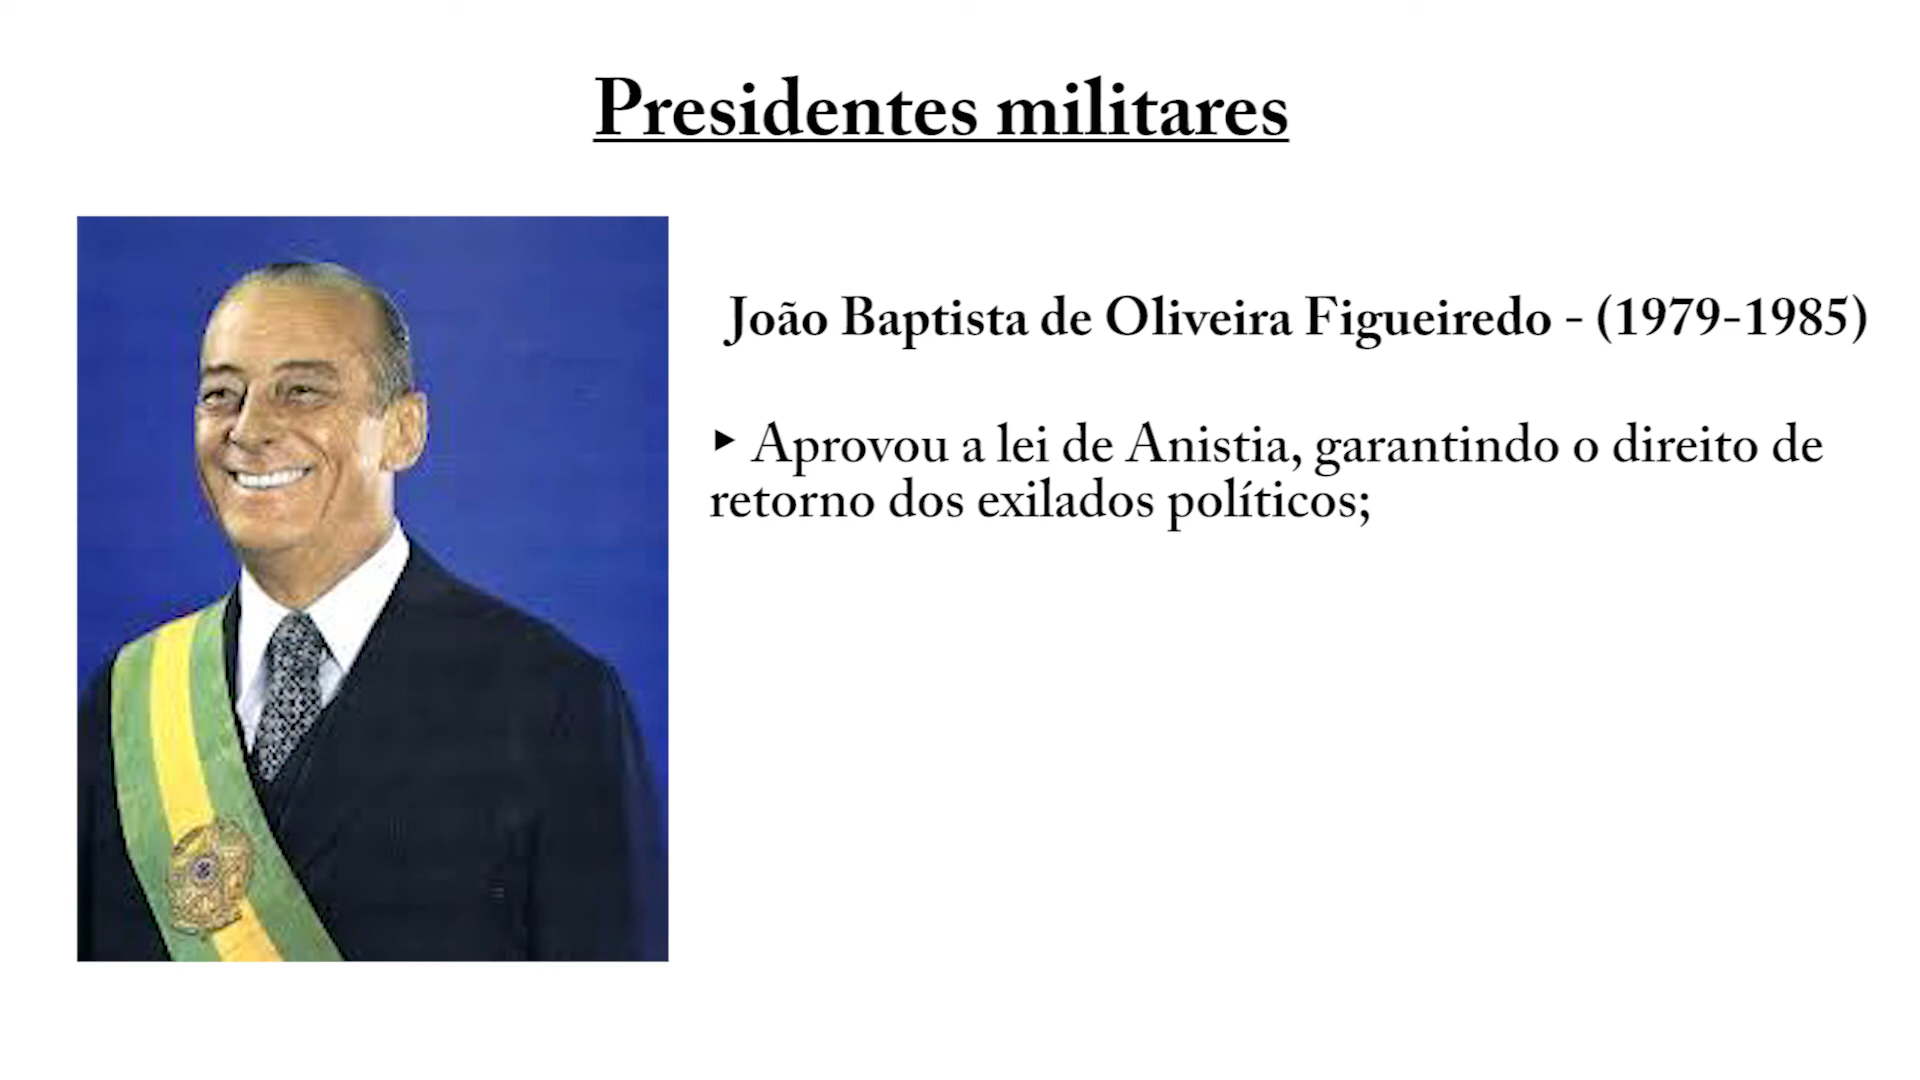 Presidentes militares
João Baptista de Oliveira Figueiredo - (1979-1985)
‣ Aprovou a lei de Anistia, garantindo o direito de
retorno dos exilados políticos;